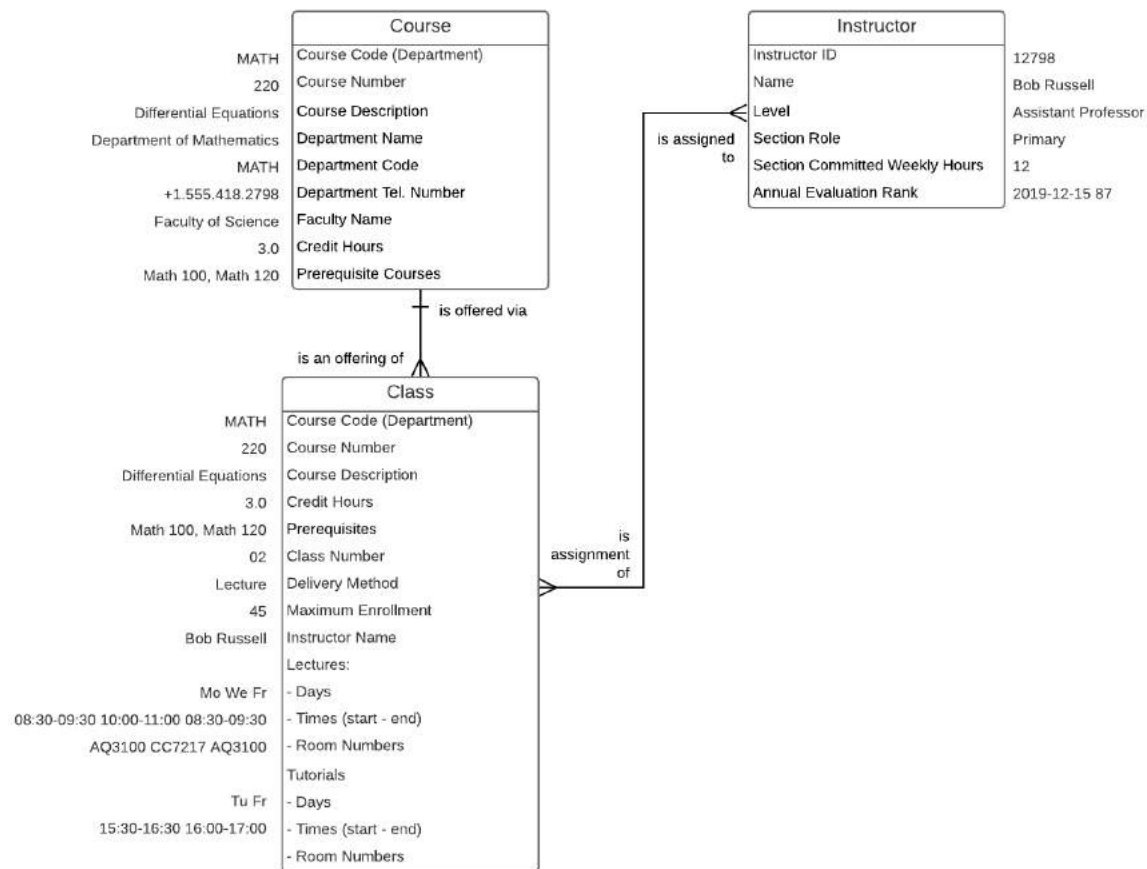 Course
MATH Course Code (Department)
220 Course Number
Differential Equations Course Description
Department of Mathematics Department Name
MATH Department Code
+1.555.418.2798 Department Tel. Number
Faculty of Science Faculty Name
3.0 Credit Hours
Math 100, Math 120 Prerequisite Courses
Instructor
Instructor ID 12798
Name Bob Russell
Level Assistant Professor
Section Role Primary
Section Committed Weekly Hours 12
Annual Evaluation Rank 2019-12-15 87
is assigned
to
is offered via
is an offering of
Class
MATH Course Code (Department)
220 Course Number
Differential Equations Course Description
3.0 Credit Hours
Math 100, Math 120 Prerequisites
02 Class Number
Lecture Delivery Method
45 Maximum Enrollment
Bob Russell Instructor Name
Lectures:
Mo We Fr - Days
08:30-09:30 10:00-11:00 08:30-09:30 - Times (start - end)
AQ3100 CC7217 AQ3100 - Room Numbers
Tutorials
Tu Fr - Days
15:30-16:30 16:00-17:00 - Times (start - end)
- Room Numbers
is
assignment
of